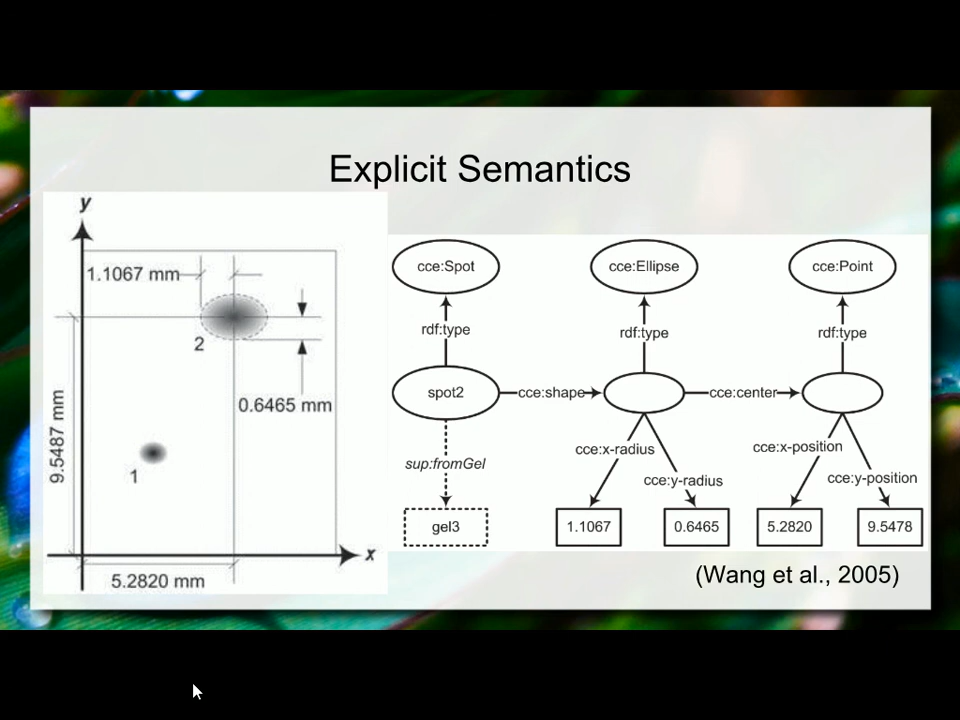 Explicit Semantics
y
1.1067 mm
2
0.6465 mm
9.5487 mm
1
x
5.2820 mm
cce:Spot
cce:Ellipse
cce:Point
rdf:type
rdf:type
rdf:type
spot2
cce:shape
cce:center
sup:fromGel
cce:x-radius
cce:y-radius
cce:x-position
cce:y-position
gel3
1.1067
0.6465
5.2820
9.5478
(Wang et al., 2005)